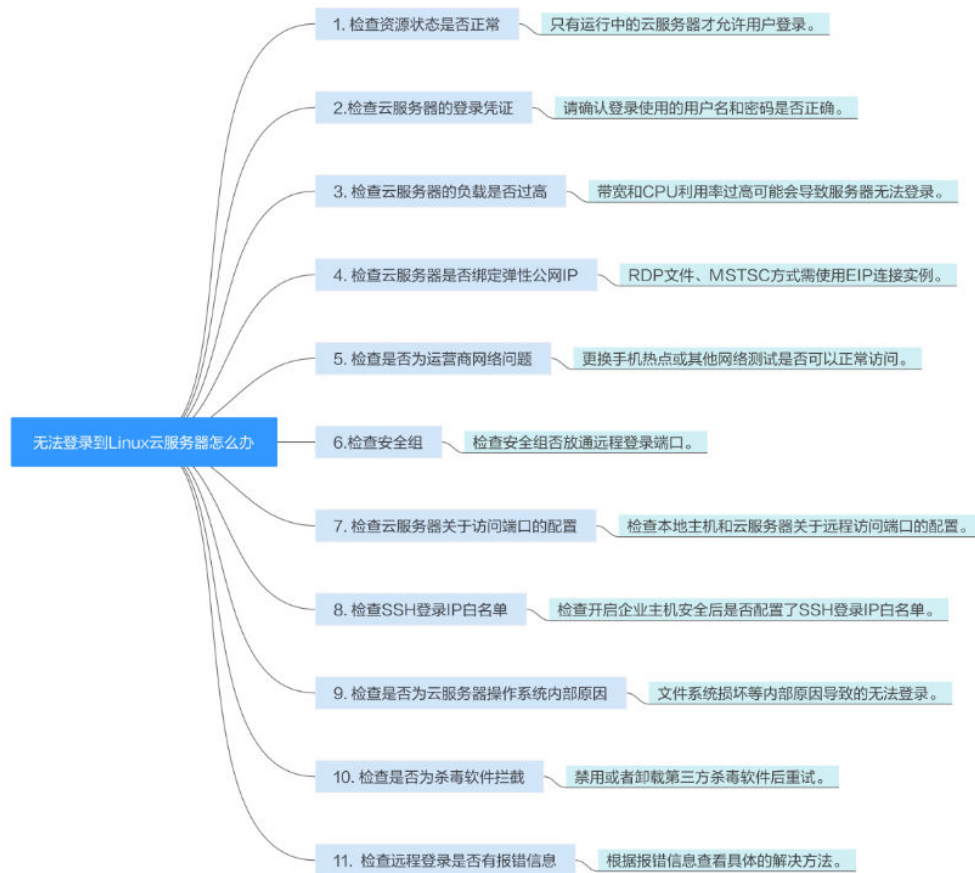 1. 检查资源状态是否正常
只有运行中的云服务器才允许用户登录。
2.检查云服务器的登录凭证
请确认登录使用的用户名和密码是否正确。
3. 检查云服务器的负载是否过高
带宽和CPU利用率过高可能会导致服务器无法登录。
4. 检查云服务器是否绑定弹性公网IP
RDP文件、MSTSC方式需使用EIP连接实例。
5. 检查是否为运营商网络问题
更换手机热点或其他网络测试是否可以正常访问。
无法登录到Linux云服务器怎么办
6.检查安全组
检查安全组否放通远程登录端口。
7. 检查云服务器关于访问端口的配置
检查本地主机和云服务器关于远程访问端口的配置。
8. 检查SSH登录IP白名单
检查开启企业主机安全后是否配置了SSH登录IP白名单。
9. 检查是否为云服务器操作系统内部原因
文件系统损坏等内部原因导致的无法登录。
10. 检查是否为杀毒软件拦截
禁用或者卸载第三方杀毒软件后重试。
11. 检查远程登录是否有报错信息
根据报错信息查看具体的解决方法。